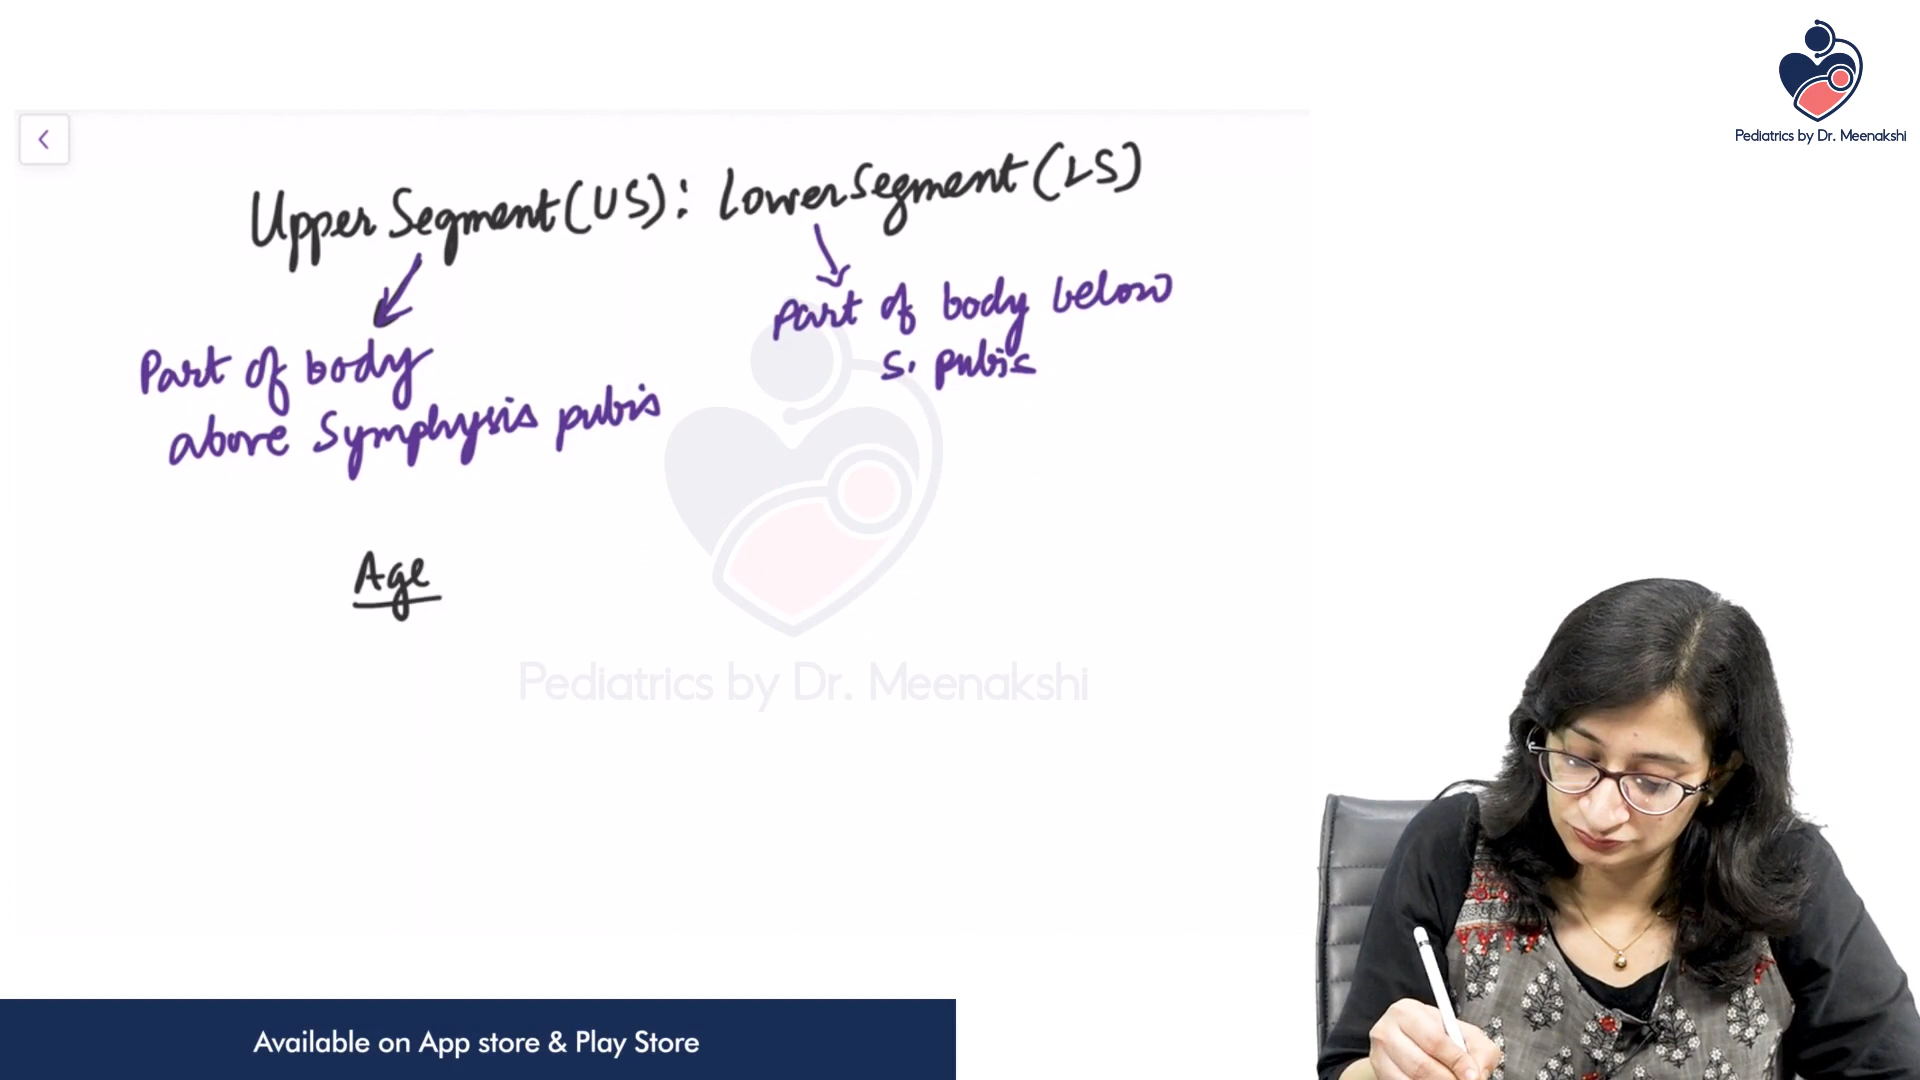 Pediatrics by Dr. Meenakshi
Upper Segment (US) : Lower Segment (LS)
Part of body
above Symphysis pubis
part of body below
S. pubis
Age
Pediatrics by Dr. Meenakshi
Available on App store & Play Store